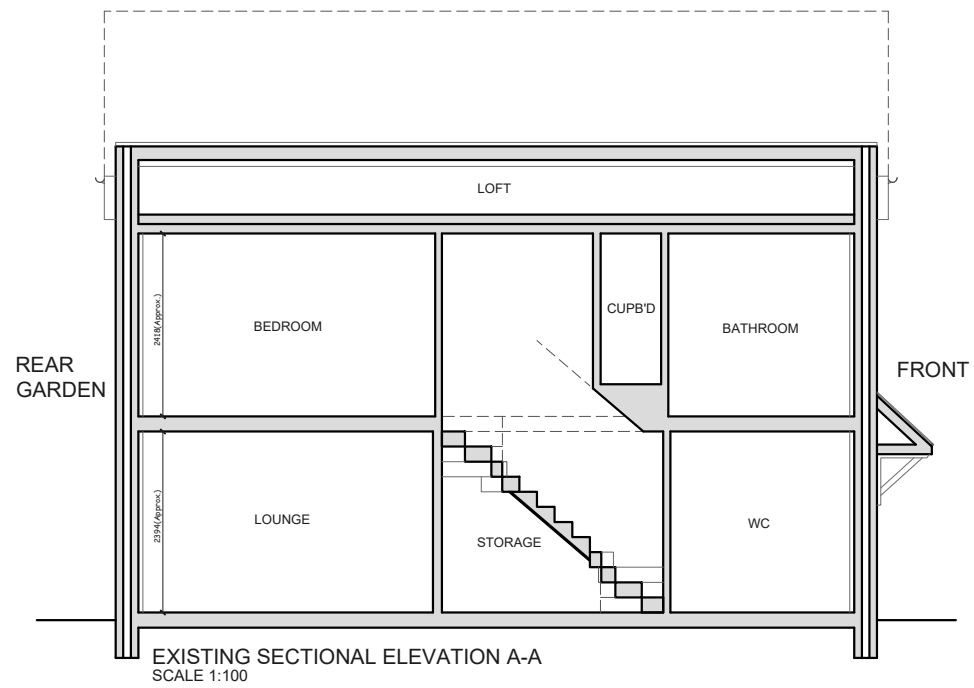 LOFT
2418(Approx.)
BEDROOM
CUPB'D
BATHROOM
REAR
GARDEN
FRONT
2394(Approx.)
LOUNGE
STORAGE
WC
EXISTING SECTIONAL ELEVATION A-A
SCALE 1:100